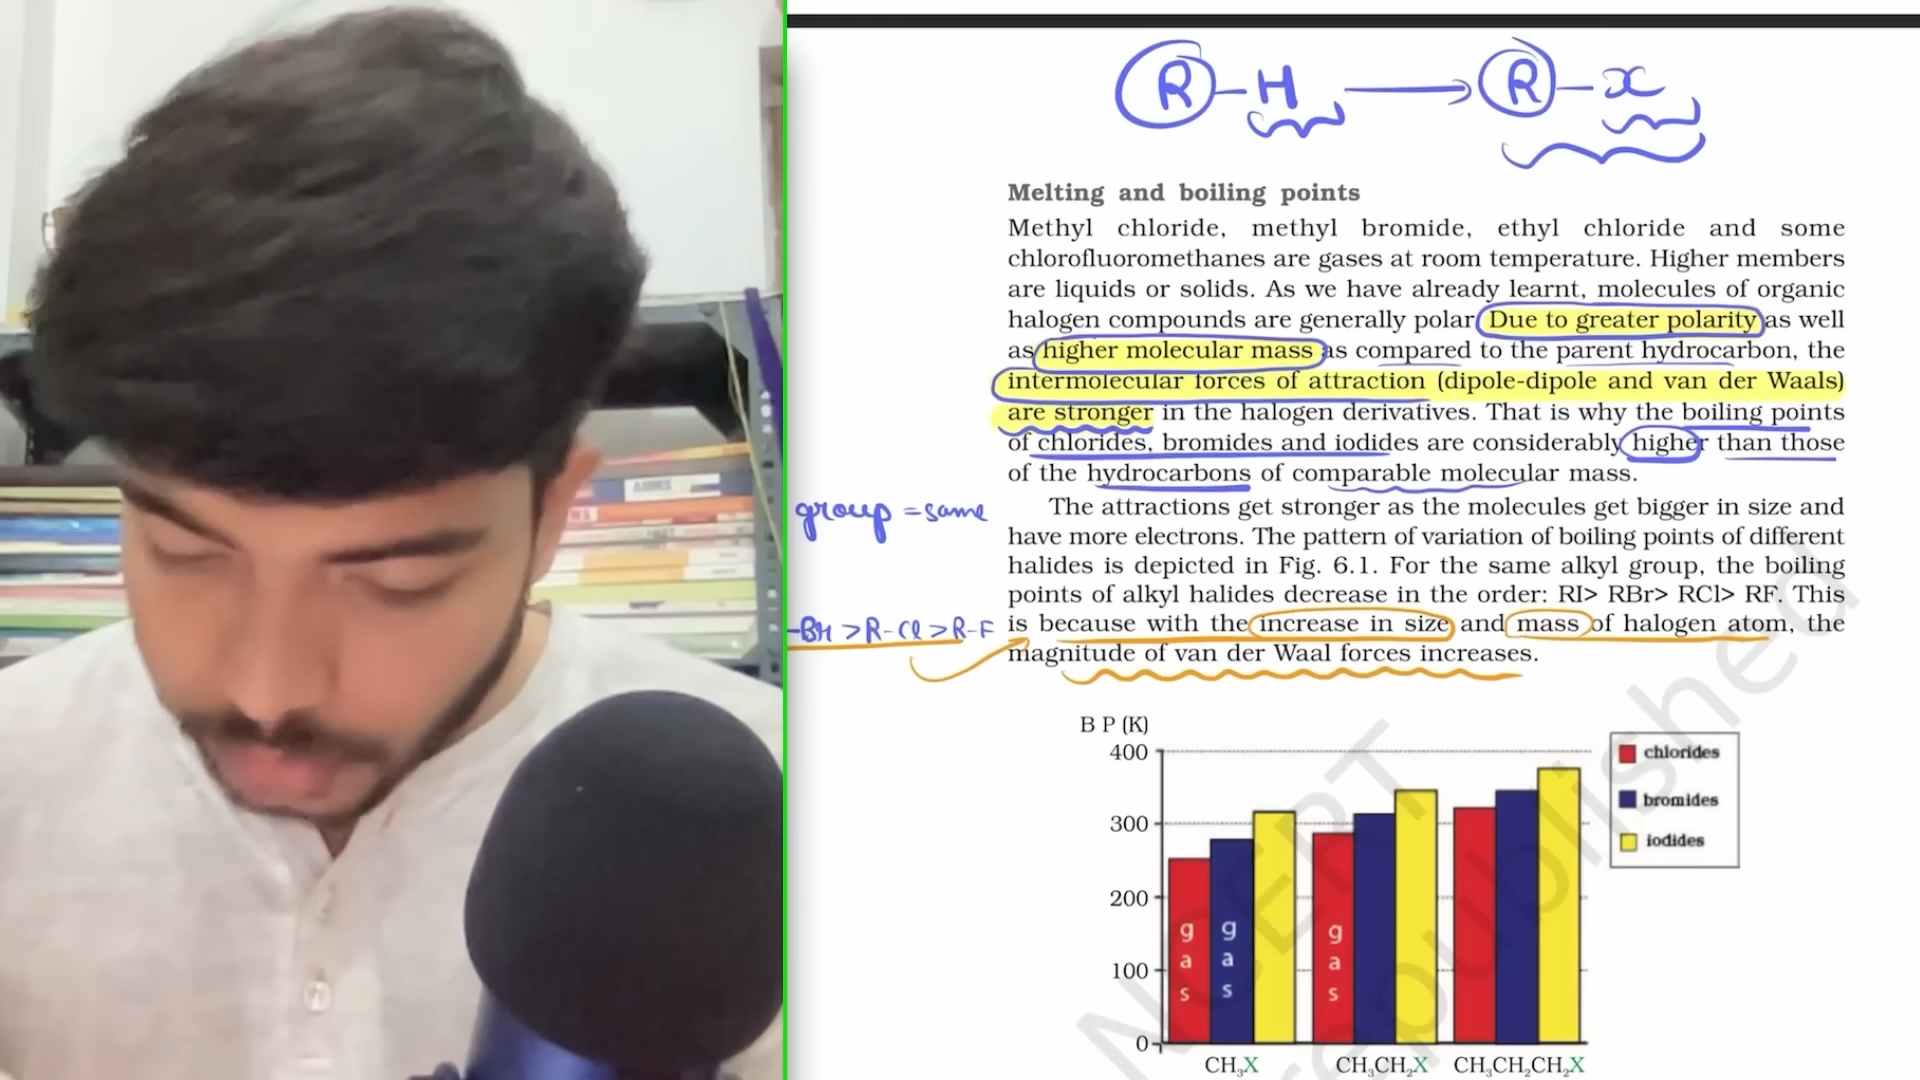 R-H → R-x
Melting and boiling points
Methyl chloride, methyl bromide, ethyl chloride and some
chlorofluoromethanes are gases at room temperature. Higher members
are liquids or solids. As we have already learnt, molecules of organic
halogen compounds are generally polar. Due to greater polarity as well
as higher molecular mass as compared to the parent hydrocarbon, the
intermolecular forces of attraction (dipole-dipole and van der Waals)
are stronger in the halogen derivatives. That is why the boiling points
of chlorides, bromides and iodides are considerably higher than those
of the hydrocarbons of comparable molecular mass.
group = same
The attractions get stronger as the molecules get bigger in size and
have more electrons. The pattern of variation of boiling points of different
halides is depicted in Fig. 6.1. For the same alkyl group, the boiling
points of alkyl halides decrease in the order: RI> RBr> RCl> RF. This
-Br >R-Cl>R-F
is because with the increase in size and mass of halogen atom, the
magnitude of van der Waal forces increases.
B P (K)
400
300
200
100
0
chlorides
bromides
iodides
gas
gas
gas
CH₃X
CH₃CH₂X
CH₃CH₂CH₂X
NCERT
republished